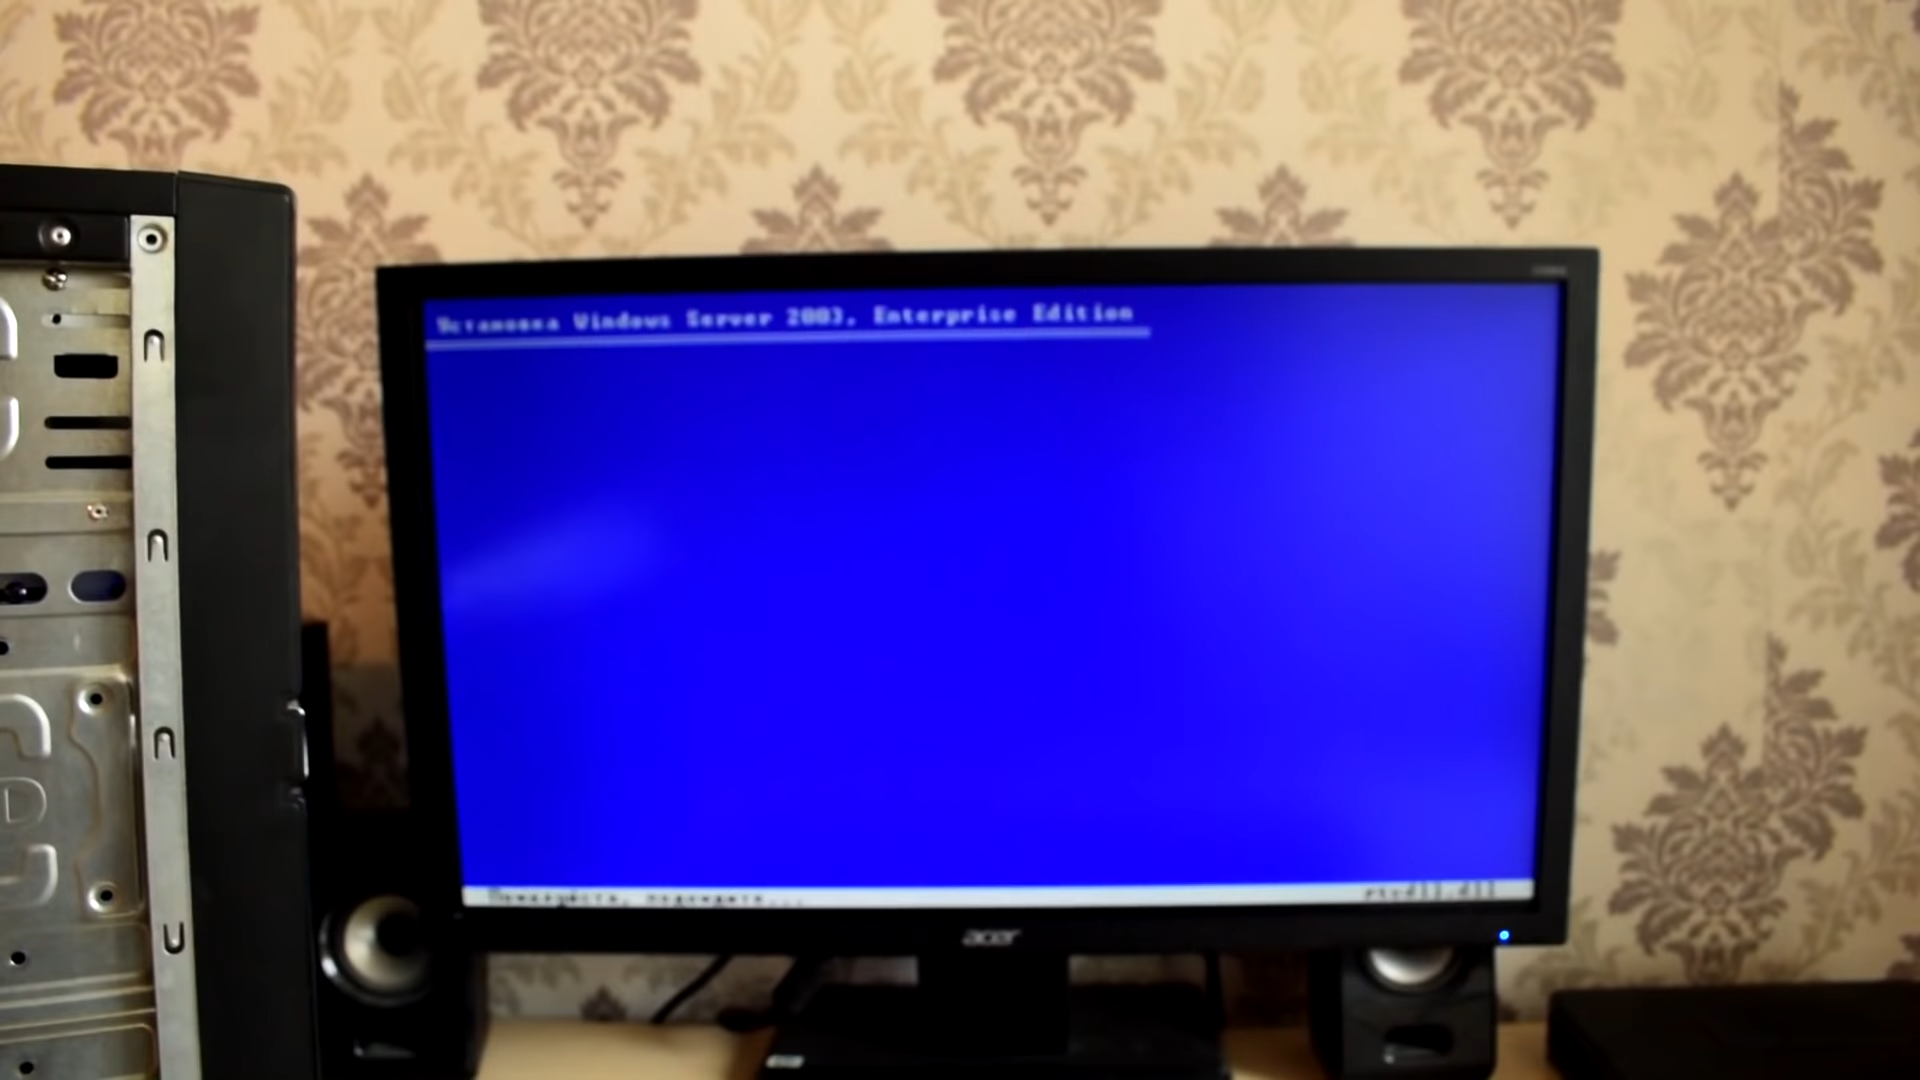 Установка Windows Server 2003, Enterprise Edition
Пожалуйста, подождите...
acer